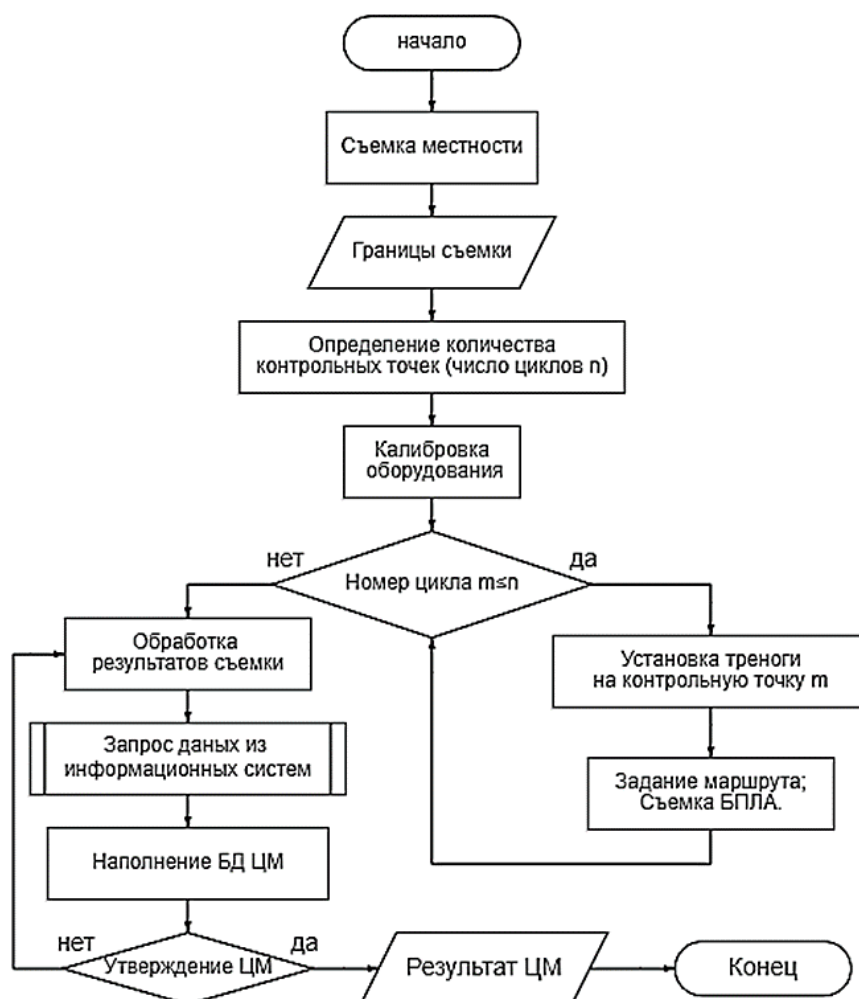 начало
Съемка местности
Границы съемки
Определение количества
контрольных точек (число циклов n)
Калибровка
оборудования
нет
да
Номер цикла m≤n
Обработка
результатов съемки
Установка треноги
на контрольную точку m
Запрос даных из
информационных систем
Задание маршрута;
Съемка БПЛА.
Наполнение БД ЦМ
нет
да
Утверждение ЦМ
Результат ЦМ
Конец